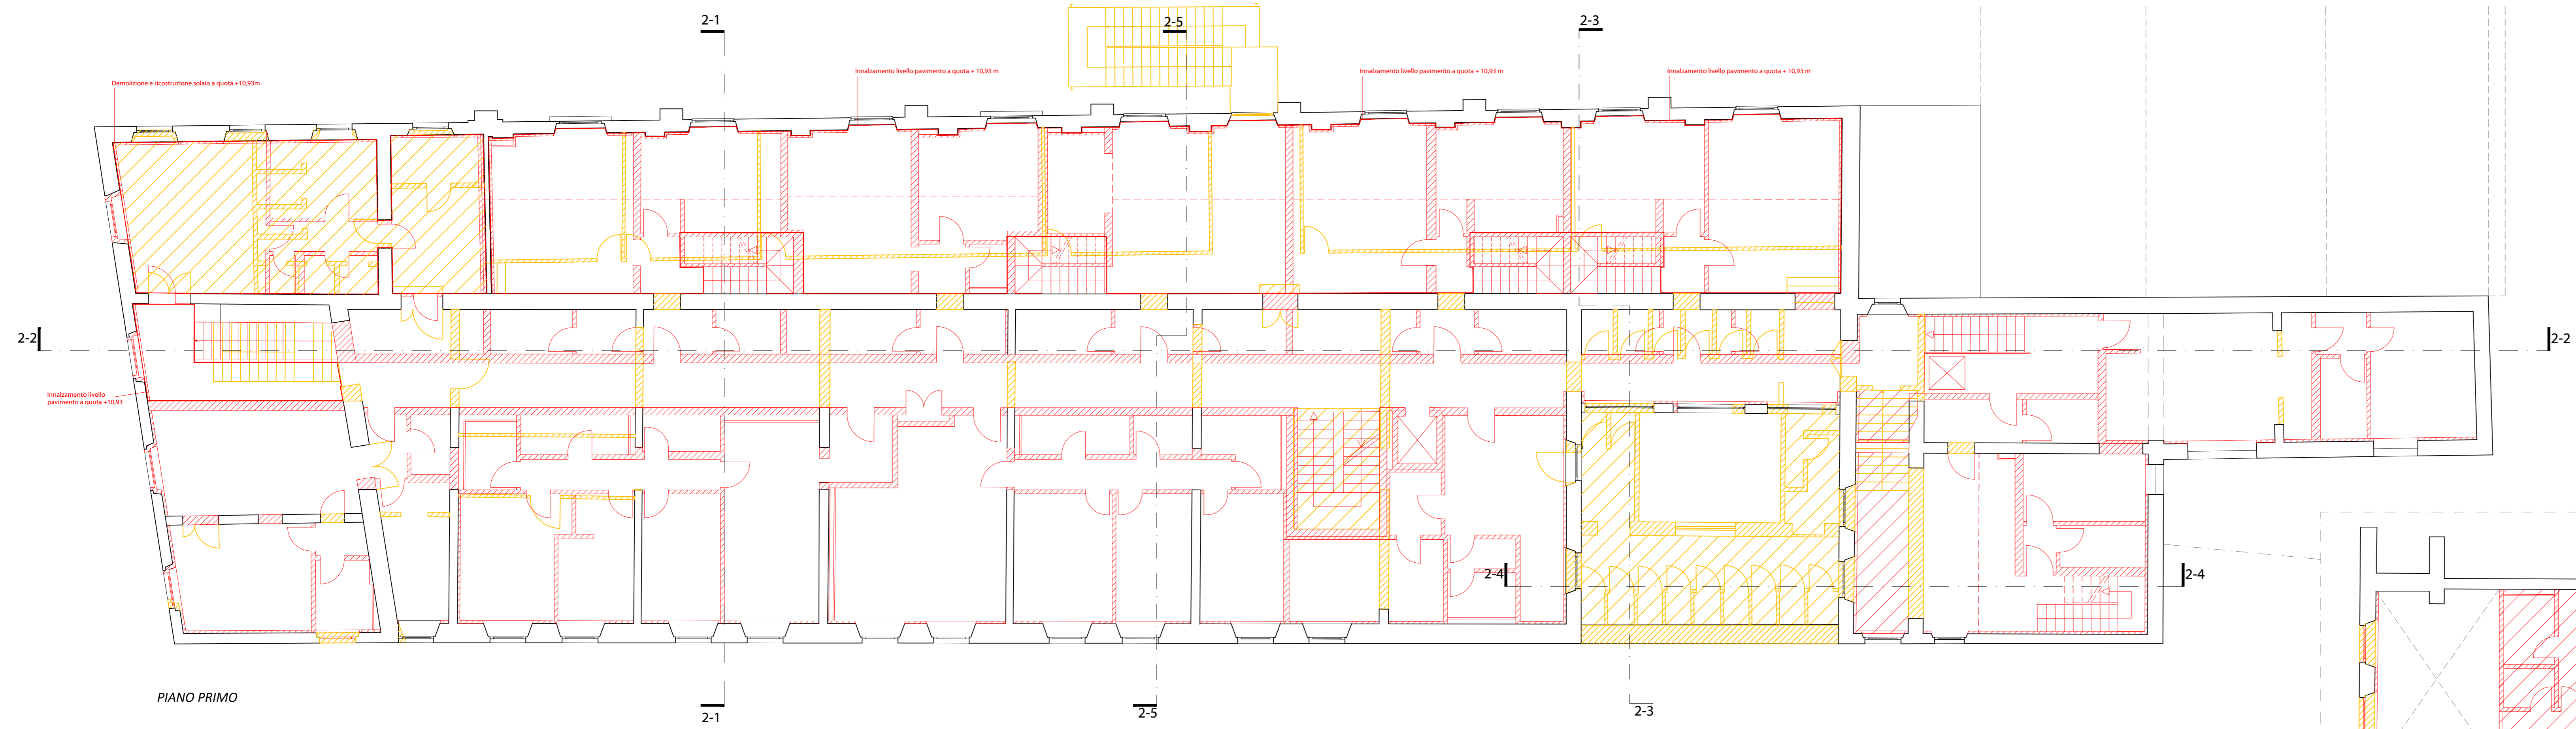 2-1
2-5
2-3
Demolizione e ricostruzione solaio a quota +10,93m
Innalzamento livello pavimento a quota + 10,93 m
Innalzamento livello pavimento a quota + 10,93 m
Innalzamento livello pavimento a quota + 10,93 m
2-2
2-2
Innalzamento livello
pavimento a quota +10,93
2-4
2-4
PIANO PRIMO
2-1
2-5
2-3